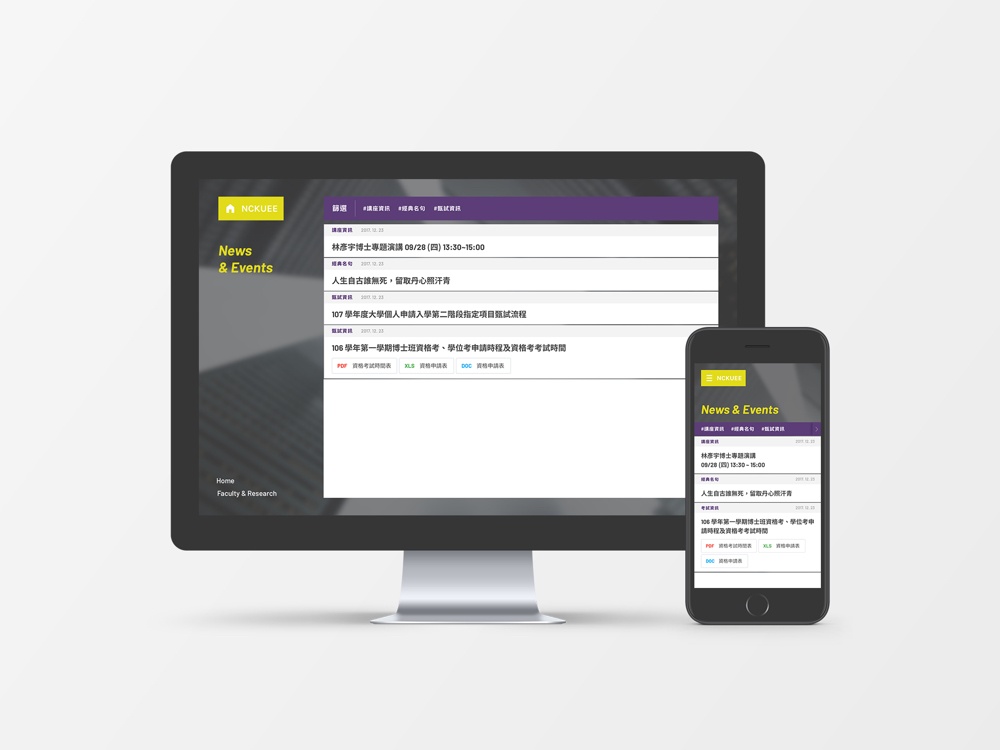 NCKUEE
News
& Events
篩選
#講座資訊 #經典名句 #甄試資訊
講座資訊 2017. 12. 23
林彥宇博士專題演講 09/28 (四) 13:30~15:00
經典名句 2017. 12. 23
人生自古誰無死，留取丹心照汗青
甄試資訊 2017. 12. 23
107 學年度大學個人申請入學第二階段指定項目甄試流程
甄試資訊 2017. 12. 23
106 學年第一學期博士班資格考、學位考申請時程及資格考考試時間
PDF 資格考試時間表 XLS 資格申請表 DOC 資格申請表
Home
Faculty & Research
NCKUEE
News & Events
#講座資訊 #經典名句 #甄試資訊
講座資訊 2017. 12. 23
林彥宇博士專題演講
09/28 (四) 13:30 ~ 15:00
經典名句 2017. 12. 23
人生自古誰無死，留取丹心照汗青
考試資訊 2017. 12. 23
106 學年第一學期博士班資格考、學位考申
請時程及資格考考試時間
PDF 資格考試時間表 XLS 資格申請表
DOC 資格申請表